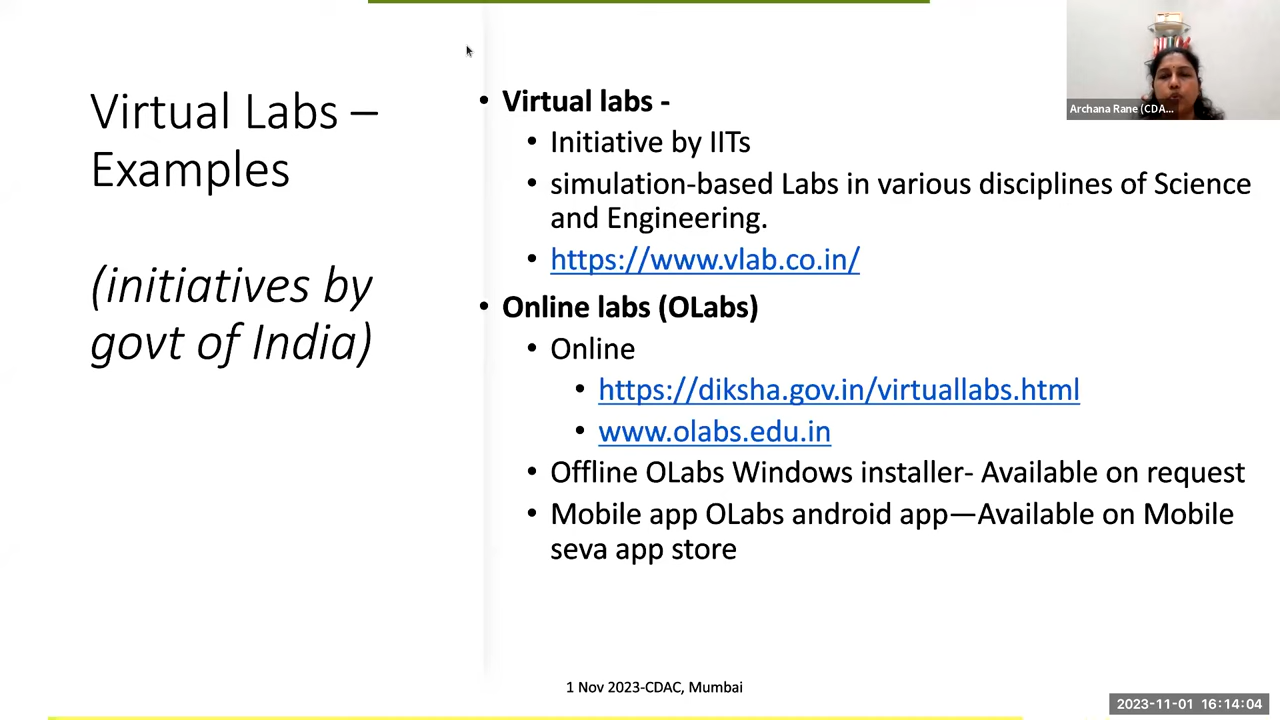 Virtual Labs –
Examples
(initiatives by
govt of India)
• Virtual labs -
• Initiative by IITs
• simulation-based Labs in various disciplines of Science
and Engineering.
• https://www.vlab.co.in/
• Online labs (OLabs)
• Online
• https://diksha.gov.in/virtuallabs.html
• www.olabs.edu.in
• Offline OLabs Windows installer- Available on request
• Mobile app OLabs android app—Available on Mobile
seva app store
Archana Rane (CDA...
1 Nov 2023-CDAC, Mumbai
2023-11-01 16:14:04